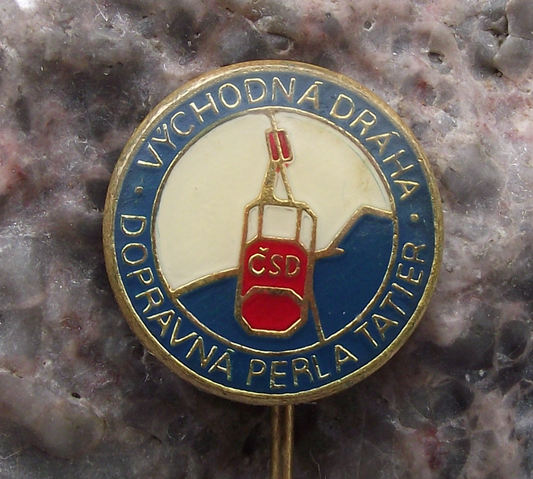 VÝCHODNÁ DRÁHA
ČSD
DOPRAVNÁ PERLA TATIER